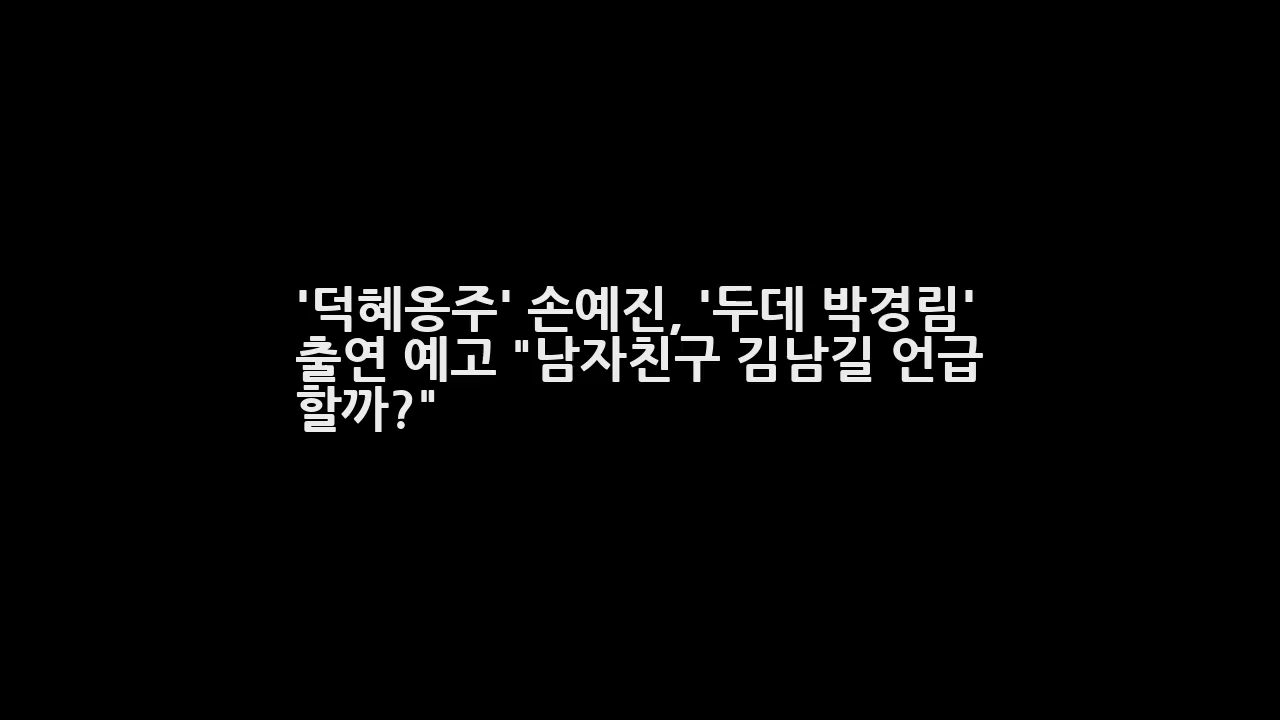 '덕혜옹주' 손예진, '두데 박경림'
출연 예고 "남자친구 김남길 언급
할까?"